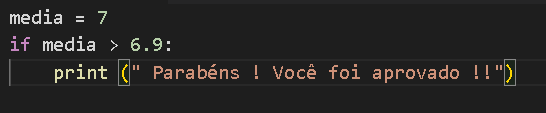 media = 7
if media > 6.9:
    print (" Parabéns ! Você foi aprovado !!")